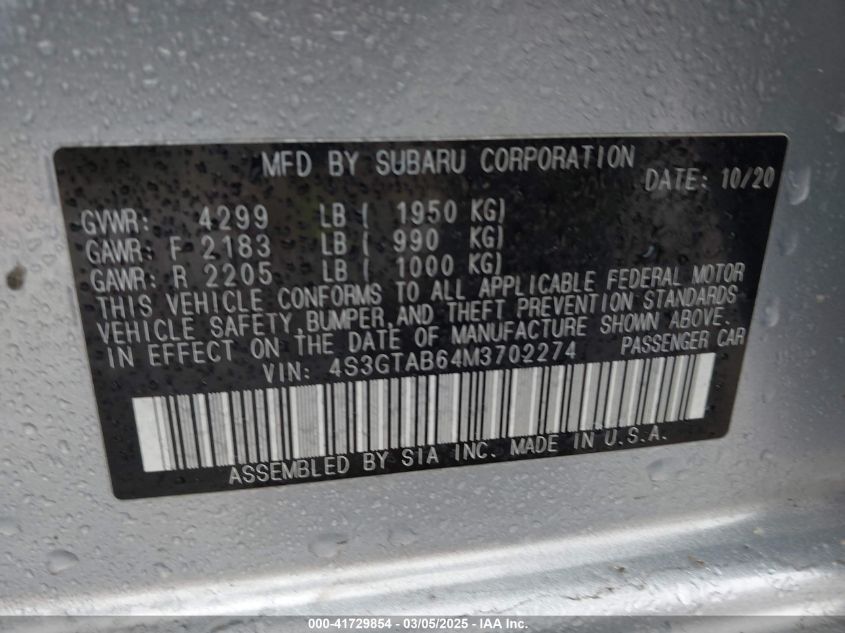 MFD BY SUBARU CORPORATION
DATE: 10/20
GVWR: 4299 LB ( 1950 KG)
GAWR: F 2183 LB ( 990 KG)
GAWR: R 2205 LB ( 1000 KG)
THIS VEHICLE CONFORMS TO ALL APPLICABLE FEDERAL MOTOR
VEHICLE SAFETY,BUMPER,AND THEFT PREVENTION STANDARDS
IN EFFECT ON THE DATE OF MANUFACTURE SHOWN ABOVE.
VIN: 4S3GTAB64M3702274 PASSENGER CAR
ASSEMBLED BY SIA INC. MADE IN U.S.A.
000-41729854 - 03/05/2025 - IAAI, Inc.